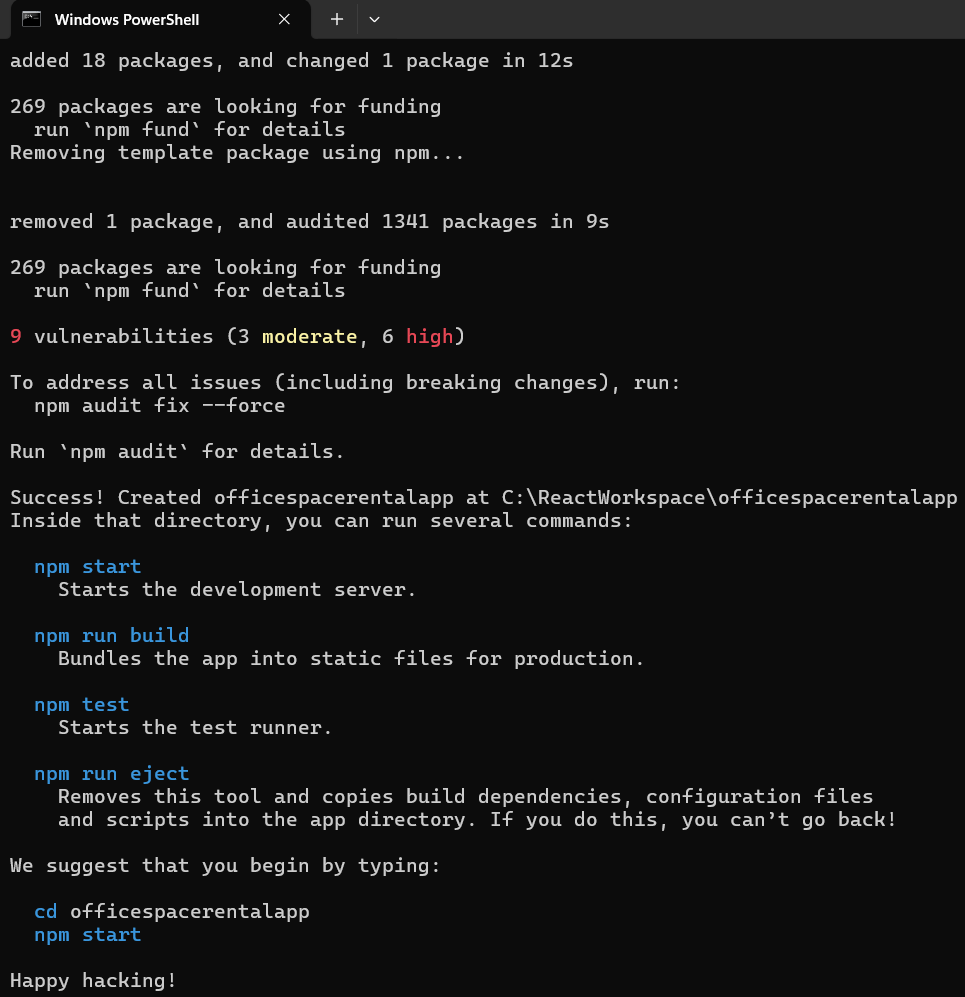 Windows PowerShell
added 18 packages, and changed 1 package in 12s
269 packages are looking for funding
  run `npm fund` for details
Removing template package using npm...
removed 1 package, and audited 1341 packages in 9s
269 packages are looking for funding
  run `npm fund` for details
9 vulnerabilities (3 moderate, 6 high)
To address all issues (including breaking changes), run:
  npm audit fix --force
Run `npm audit` for details.
Success! Created officespacerentalapp at C:\ReactWorkspace\officespacerentalapp
Inside that directory, you can run several commands:
  npm start
    Starts the development server.
  npm run build
    Bundles the app into static files for production.
  npm test
    Starts the test runner.
  npm run eject
    Removes this tool and copies build dependencies, configuration files
    and scripts into the app directory. If you do this, you can’t go back!
We suggest that you begin by typing:
  cd officespacerentalapp
  npm start
Happy hacking!